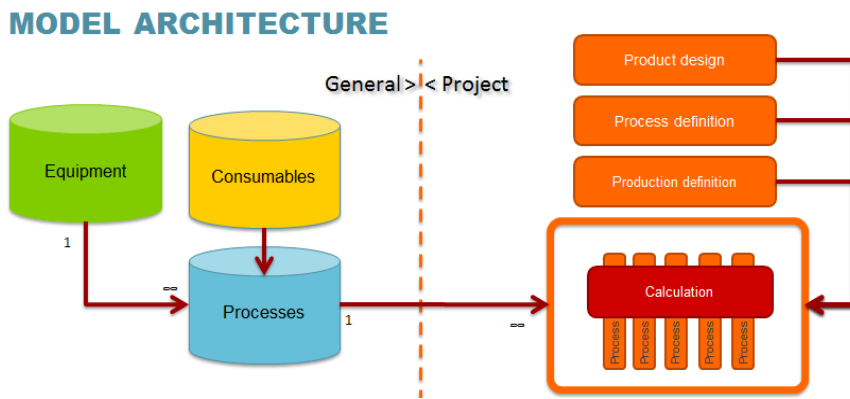 MODEL ARCHITECTURE
General > < Project
Product design
Process definition
Production definition
Equipment
Consumables
1
∞
Processes
1
∞
Calculation
Process
Process
Process
Process
Process